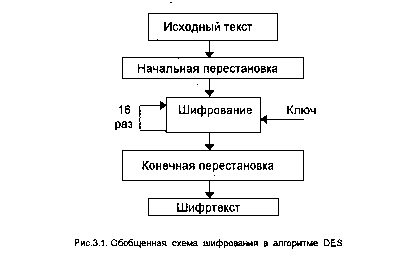 Исходный текст
Начальная перестановка
16
раз
Шифрование
Ключ
Конечная перестановка
Шифртекст
Рис.3.1. Обобщенная схема шифрования в алгоритме DES